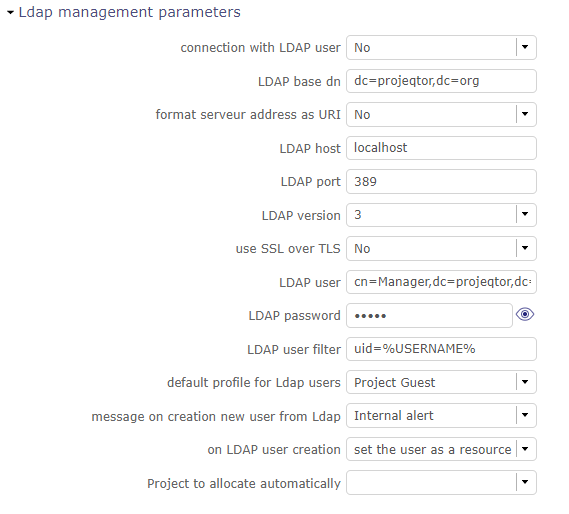 Ldap management parameters
connection with LDAP user No
LDAP base dn dc=projeqtor,dc=org
format serveur address as URI No
LDAP host localhost
LDAP port 389
LDAP version 3
use SSL over TLS No
LDAP user cn=Manager,dc=projeqtor,dc=
LDAP password •••••
LDAP user filter uid=%USERNAME%
default profile for Ldap users Project Guest
message on creation new user from Ldap Internal alert
on LDAP user creation set the user as a resource
Project to allocate automatically